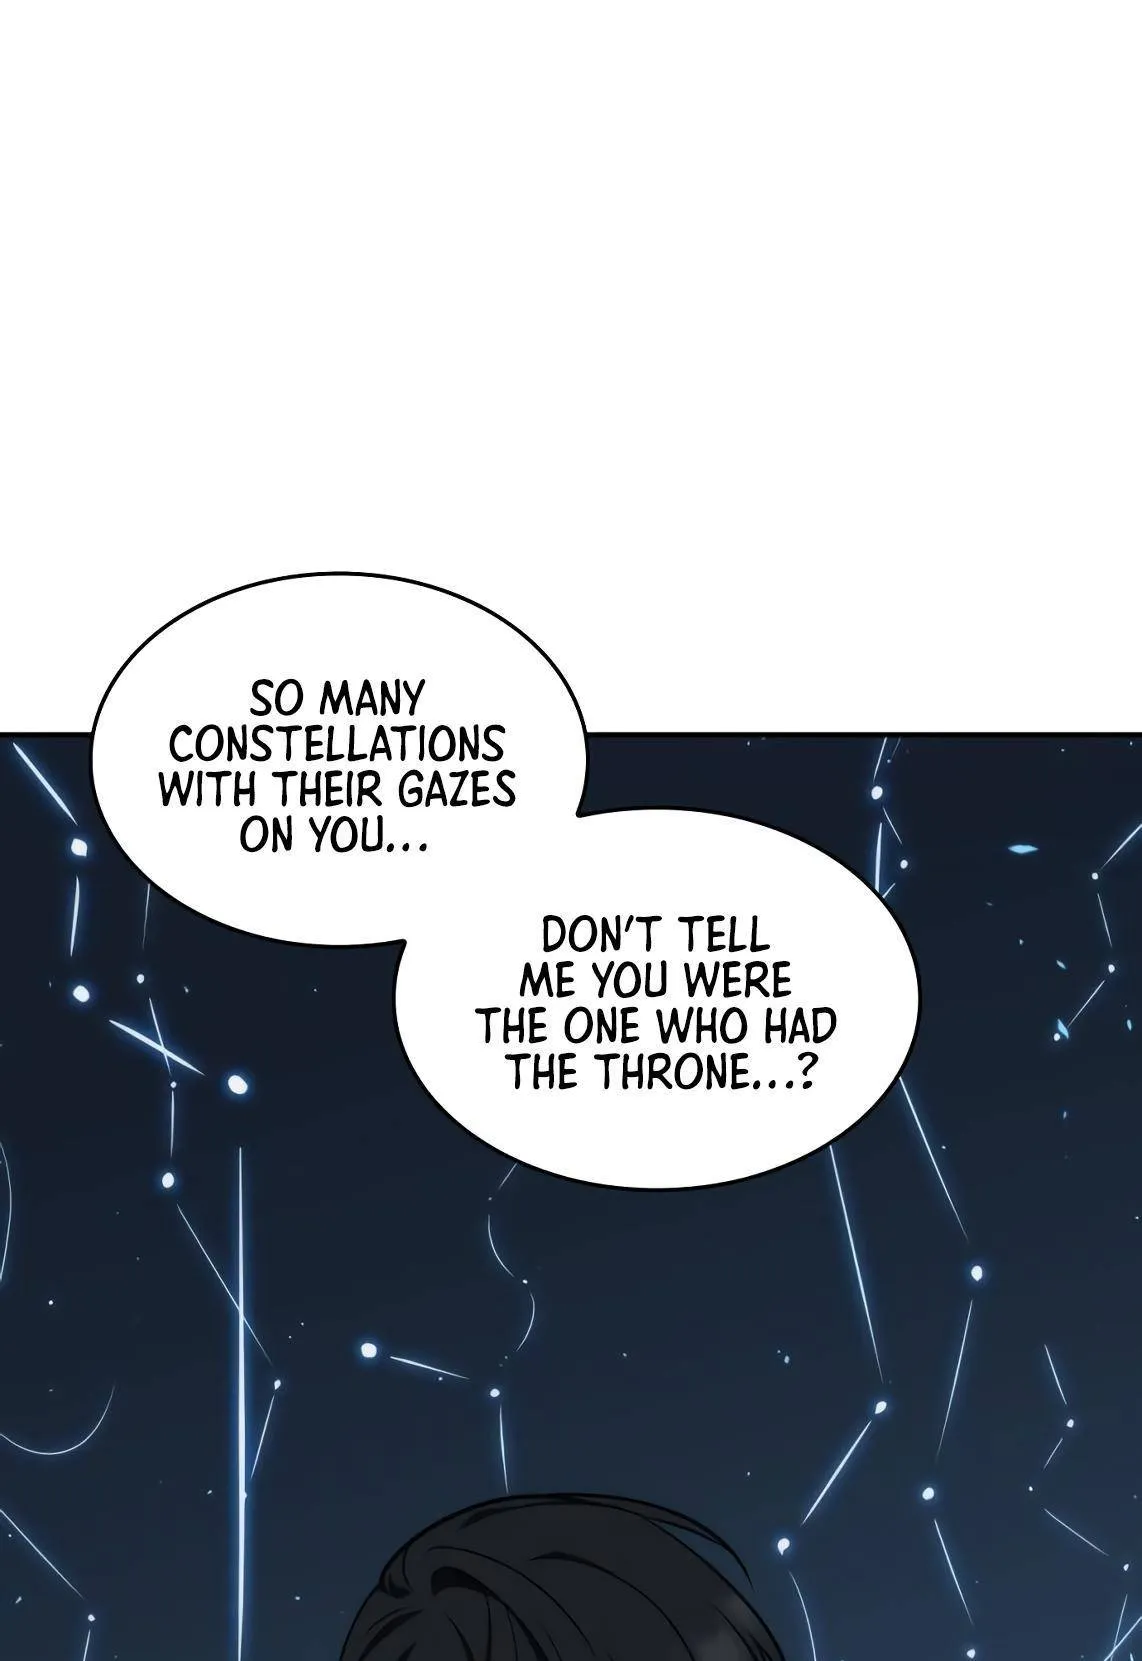 SO MANY
CONSTELLATIONS
WITH THEIR GAZES
ON YOU...
DON'T TELL
ME YOU WERE
THE ONE WHO HAD
THE THRONE...?